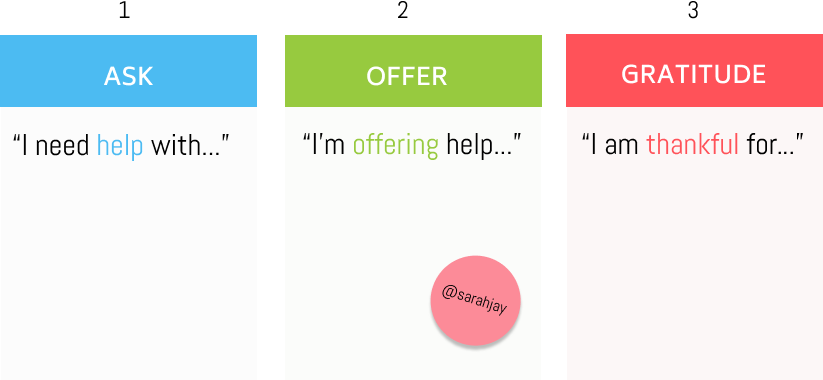 1
ASK
“I need help with...”
2
OFFER
“I’m offering help...”
@sarahjay
3
GRATITUDE
“I am thankful for...”